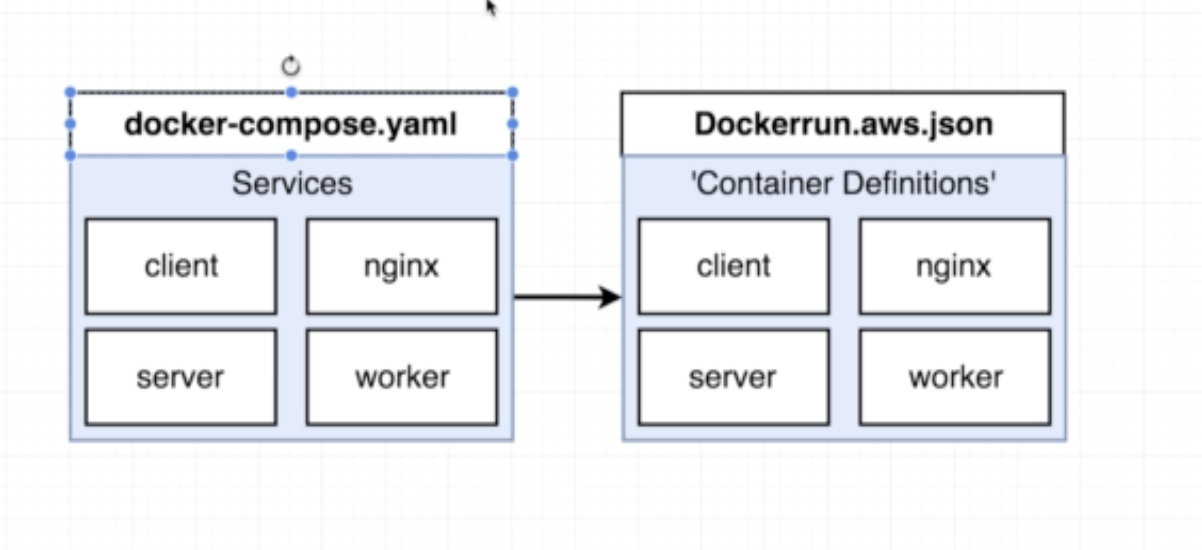 docker-compose.yaml
Services
client
nginx
server
worker
Dockerrun.aws.json
'Container Definitions'
client
nginx
server
worker